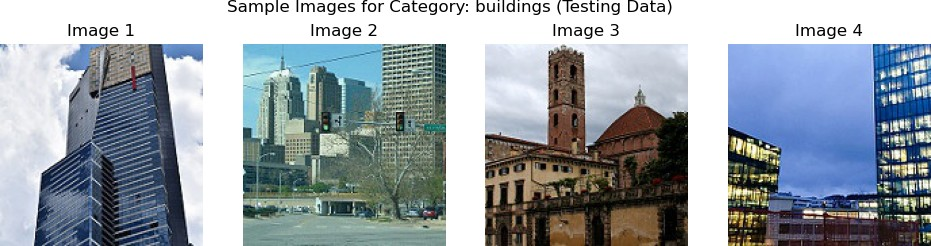 Sample Images for Category: buildings (Testing Data)
Image 1
Image 2
Image 3
Image 4